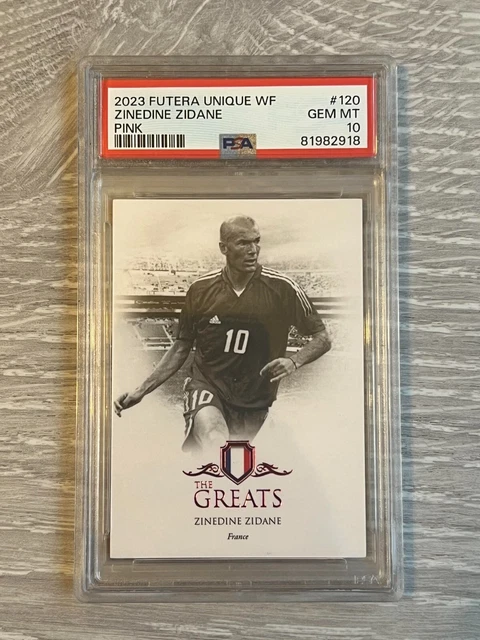 2023 FUTERA UNIQUE WF #120
ZINEDINE ZIDANE GEM MT
PINK 10
PSA 81982918
adidas
10
10
THE
GREATS
ZINEDINE ZIDANE
France